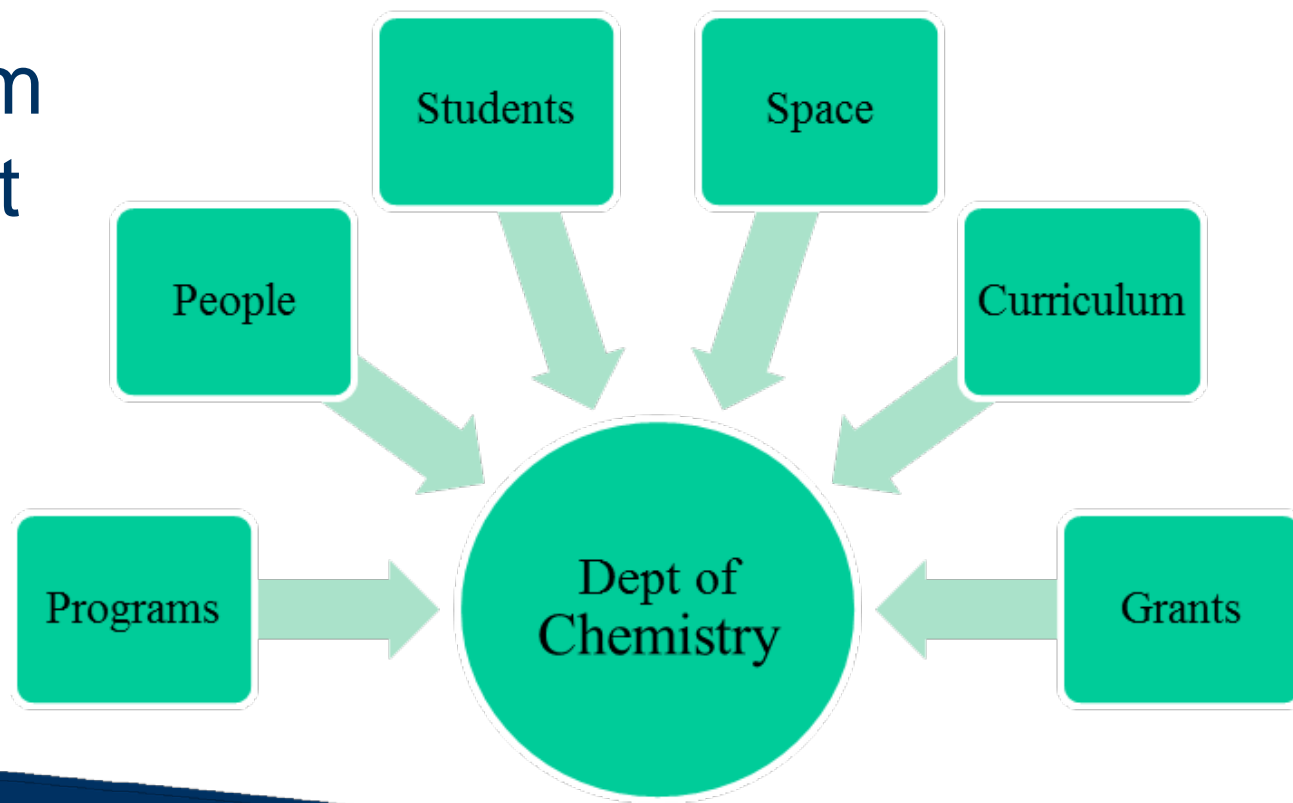 Students
Space
People
Curriculum
Programs
Dept of
Chemistry
Grants